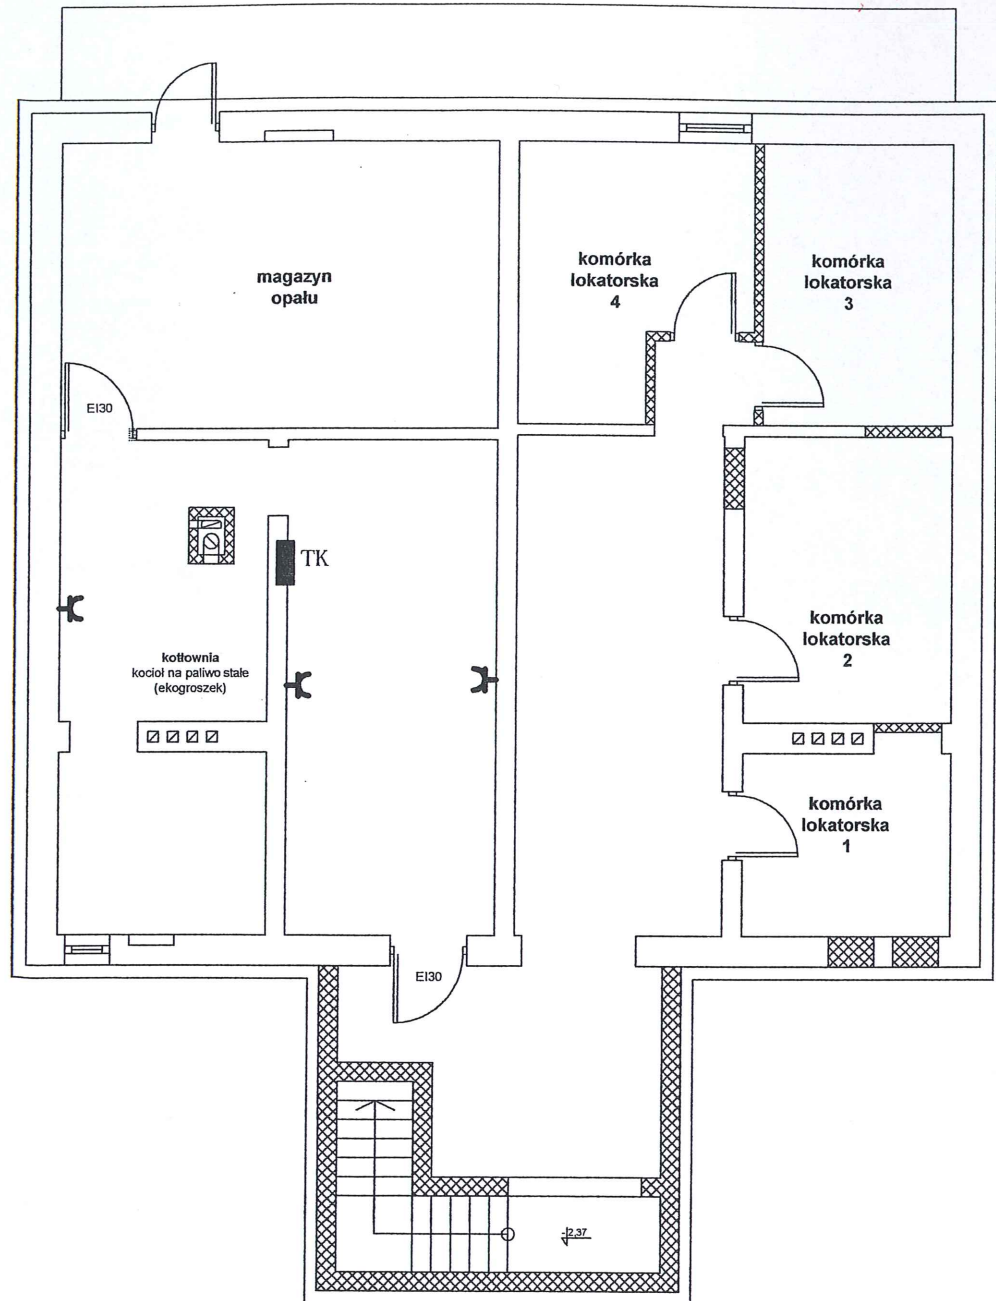 magazyn
opału
komórka
lokatorska
4
komórka
lokatorska
3
EI30
TK
kotłownia
kocioł na paliwo stałe
(ekogroszek)
komórka
lokatorska
2
komórka
lokatorska
1
EI30
-2,37